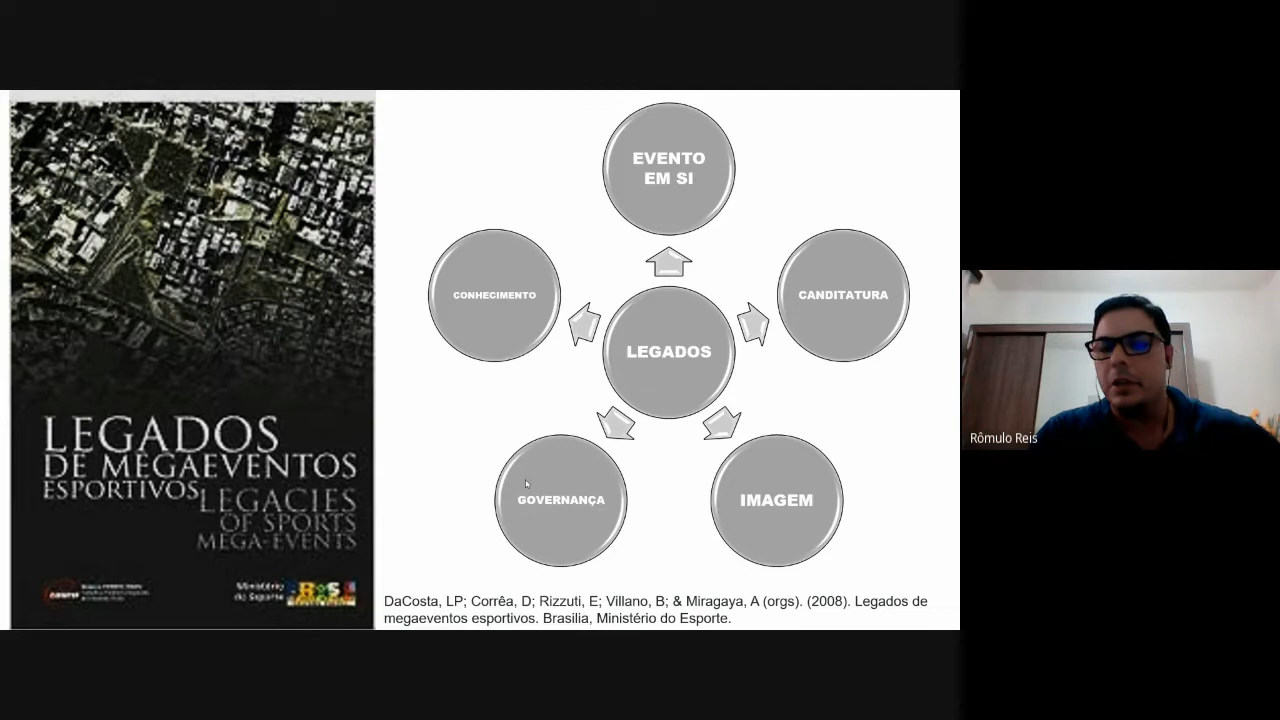 LEGADOS
DE MEGAEVENTOS
ESPORTIVOS
LEGACIES
OF SPORTS
MEGA-EVENTS
Ministério
do Esporte
BRASIL
EVENTO
EM SI
CONHECIMENTO
CANDITATURA
LEGADOS
GOVERNANÇA
IMAGEM
DaCosta, LP; Corrêa, D; Rizzuti, E; Villano, B; & Miragaya, A (orgs). (2008). Legados de
megaeventos esportivos. Brasilia, Ministério do Esporte.
Rômulo Reis